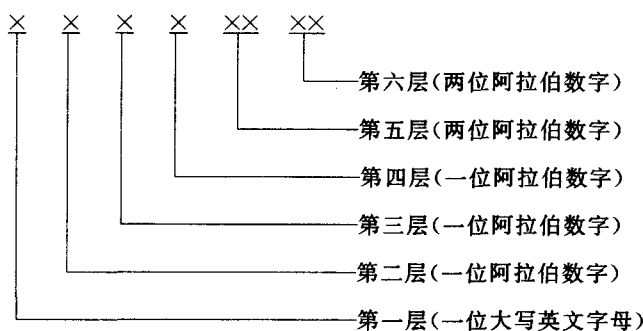 × × × × ×× ××
第六层(两位阿拉伯数字)
第五层(两位阿拉伯数字)
第四层(一位阿拉伯数字)
第三层(一位阿拉伯数字)
第二层(一位阿拉伯数字)
第一层(一位大写英文字母)